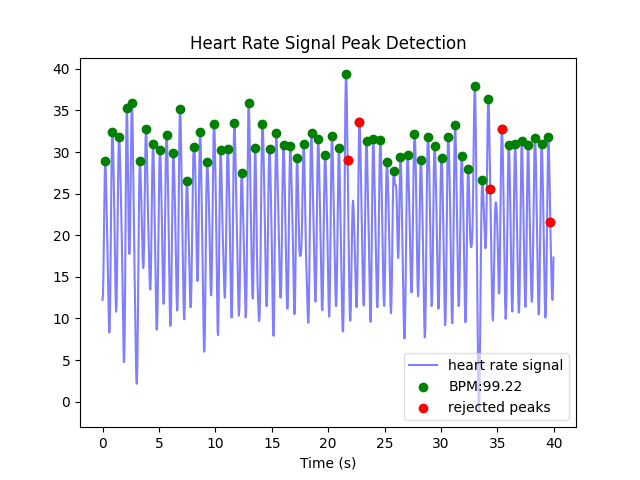 Heart Rate Signal Peak Detection
40
35
30
25
20
15
10
5
0
heart rate signal
BPM:99.22
rejected peaks
0 5 10 15 20 25 30 35 40
Time (s)